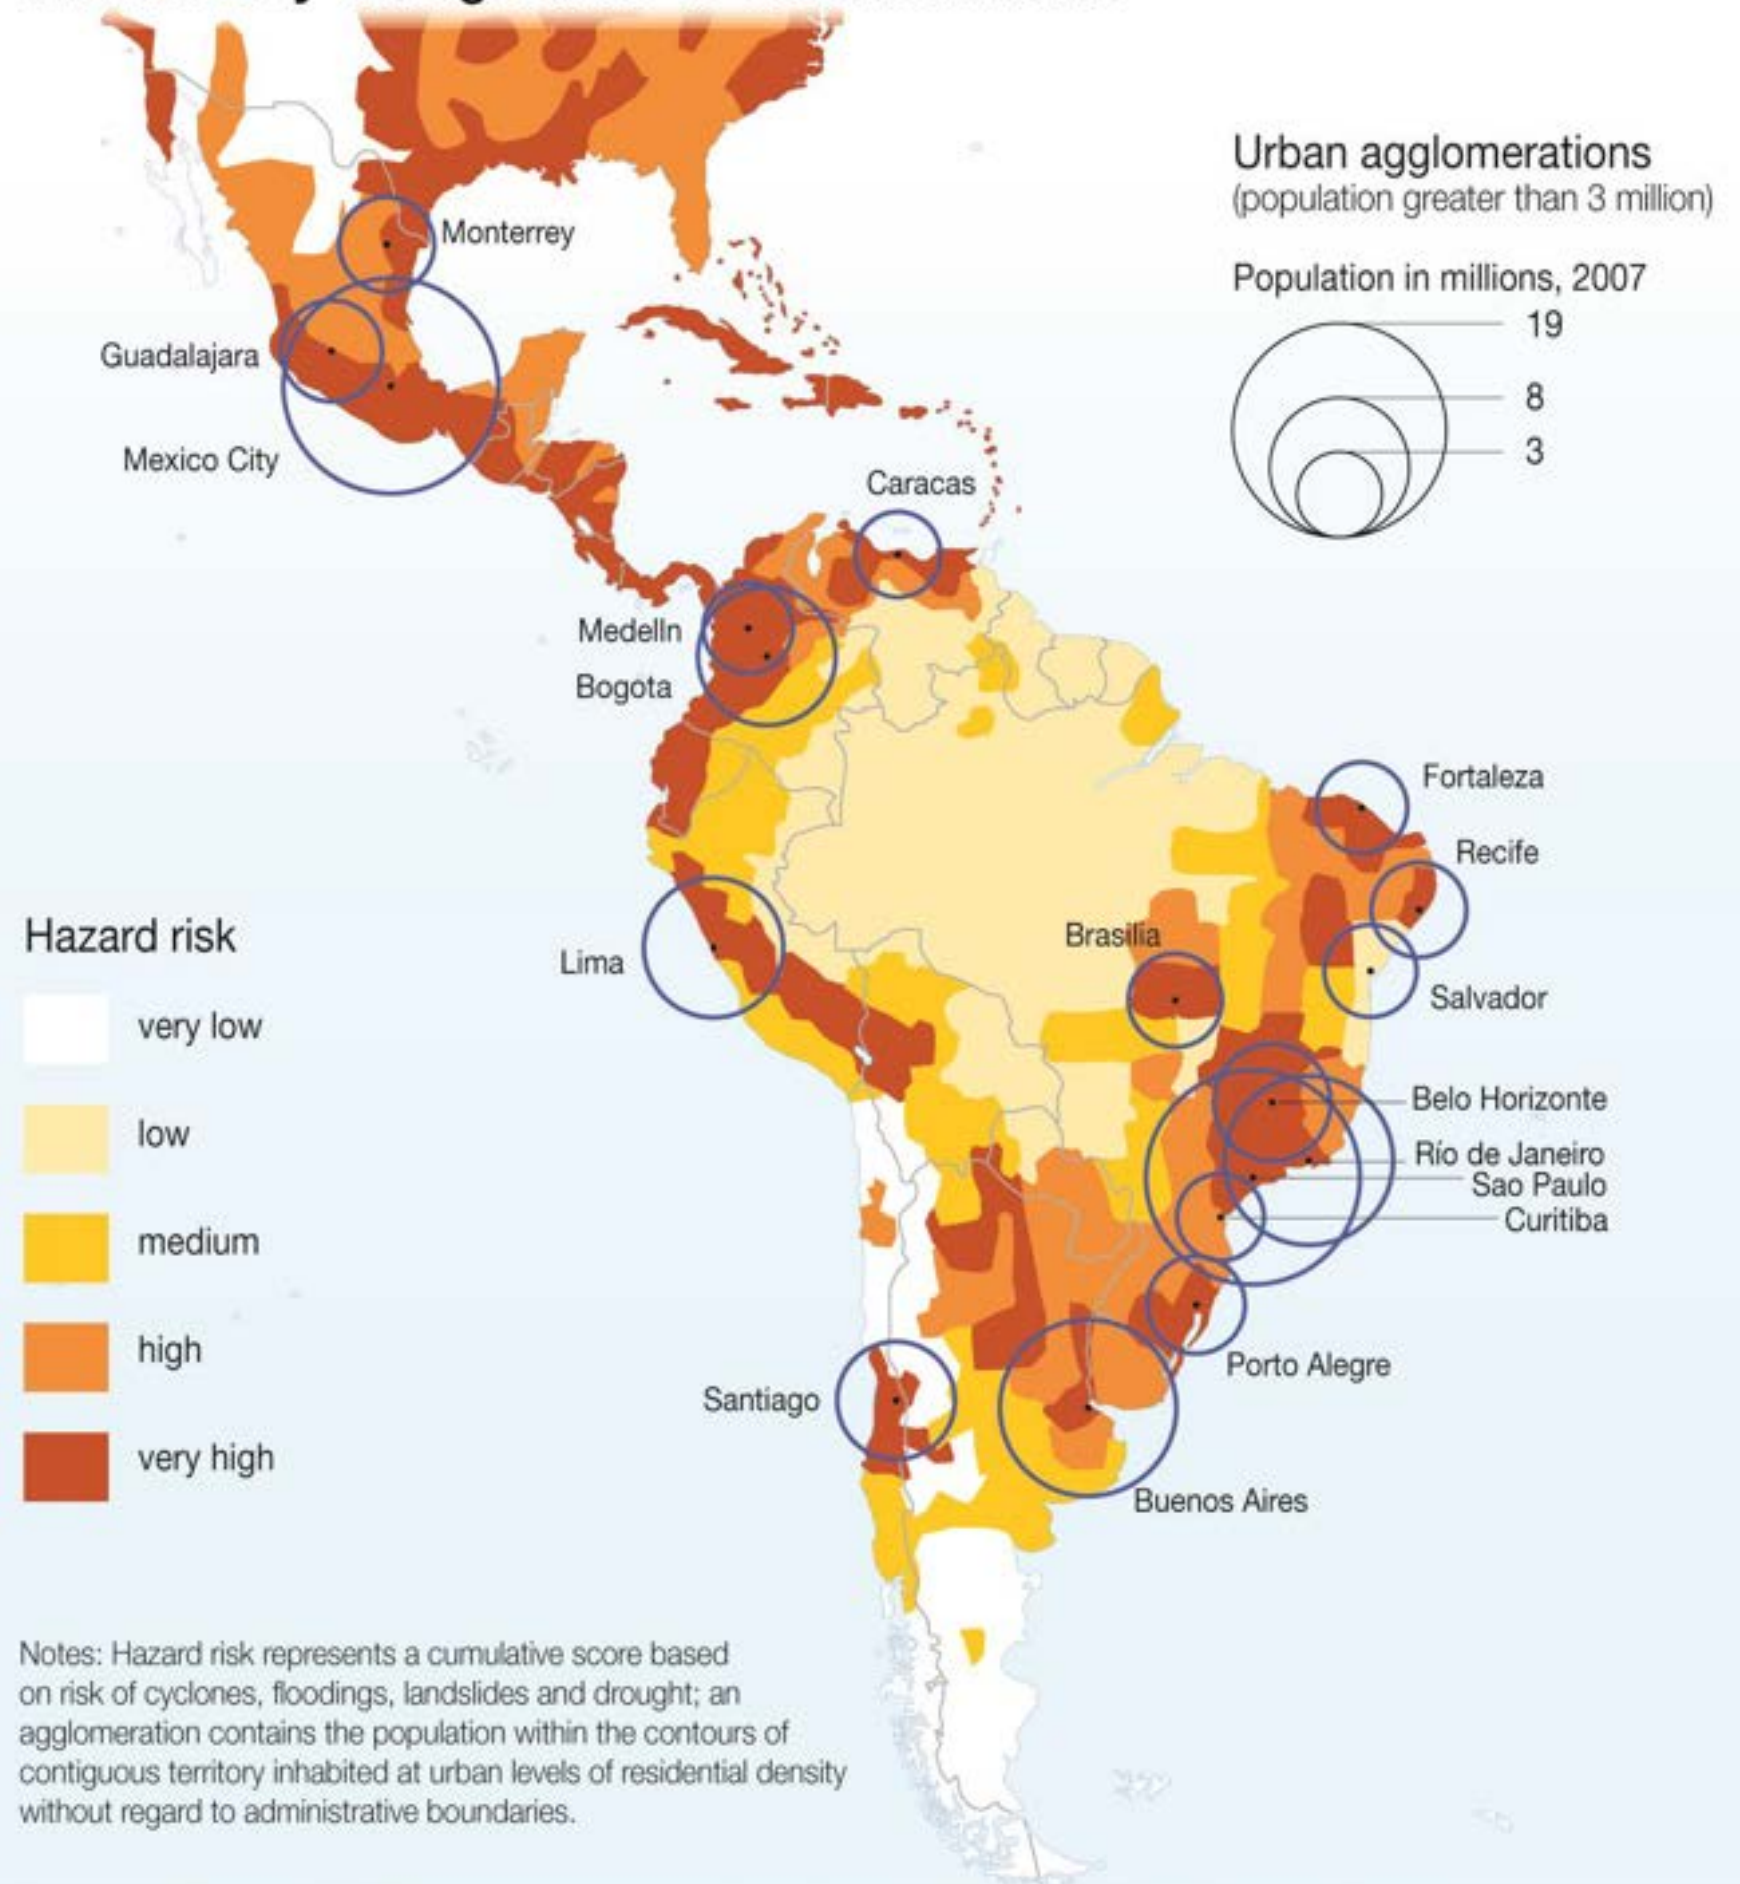 Urban agglomerations
(population greater than 3 million)
Population in millions, 2007
19
8
3
Monterrey
Guadalajara
Mexico City
Caracas
Medelln
Bogota
Fortaleza
Recife
Brasilia
Lima
Salvador
Belo Horizonte
Río de Janeiro
Sao Paulo
Curitiba
Porto Alegre
Santiago
Buenos Aires
Hazard risk
very low
low
medium
high
very high
Notes: Hazard risk represents a cumulative score based
on risk of cyclones, floodings, landslides and drought; an
agglomeration contains the population within the contours of
contiguous territory inhabited at urban levels of residential density
without regard to administrative boundaries.